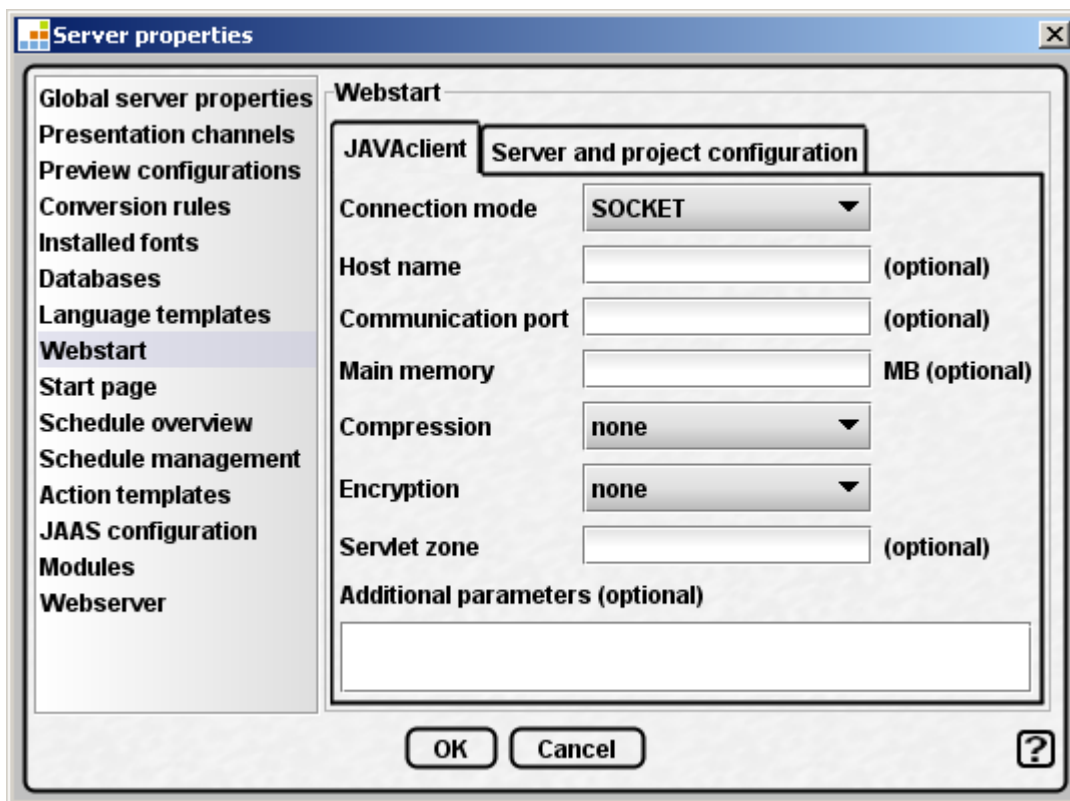 Server properties
Global server properties
Presentation channels
Preview configurations
Conversion rules
Installed fonts
Databases
Language templates
Webstart
Start page
Schedule overview
Schedule management
Action templates
JAAS configuration
Modules
Webserver
Webstart
JAVAclient Server and project configuration
Connection mode SOCKET
Host name (optional)
Communication port (optional)
Main memory MB (optional)
Compression none
Encryption none
Servlet zone (optional)
Additional parameters (optional)
OK Cancel ?